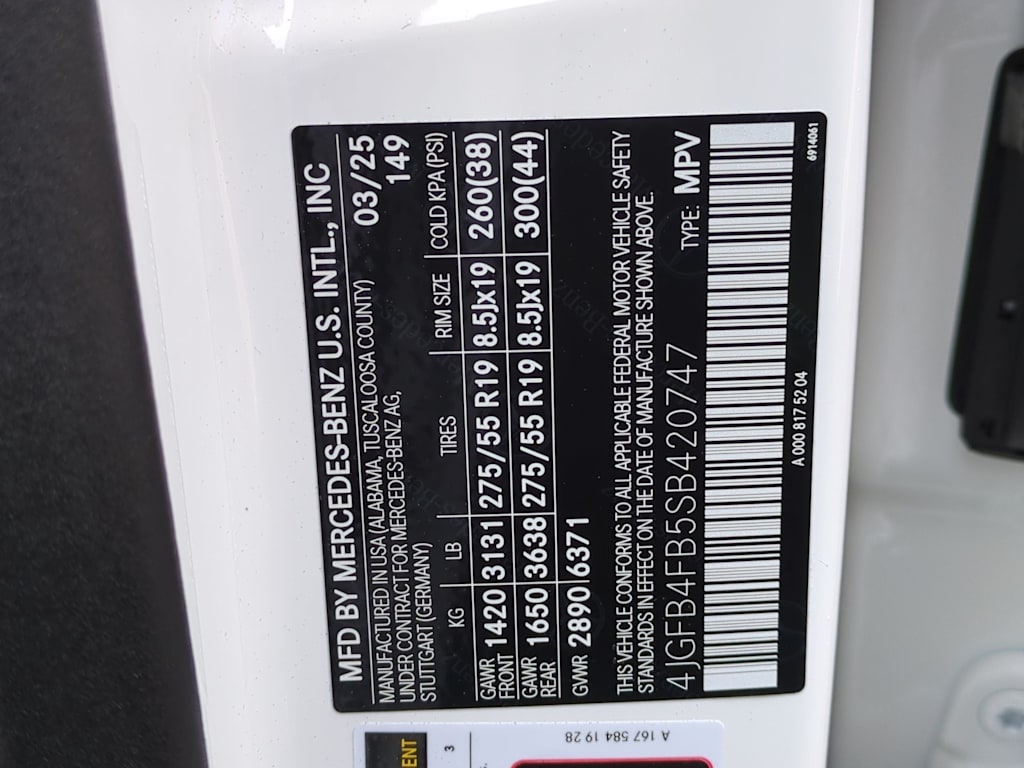 MFD BY MERCEDES-BENZ U.S. INTL., INC
MANUFACTURED IN USA (ALABAMA, TUSCALOOSA COUNTY) 03/25
UNDER CONTRACT FOR MERCEDES-BENZ AG, 149
STUTTGART (GERMANY)
KG LB TIRES RIM SIZE COLD KPA(PSI)
GAWR FRONT 1420 3131 275/55 R19 8.5Jx19 260(38)
GAWR REAR 1650 3638 275/55 R19 8.5Jx19 300(44)
GVWR 2890 6371
THIS VEHICLE CONFORMS TO ALL APPLICABLE FEDERAL MOTOR VEHICLE SAFETY
STANDARDS IN EFFECT ON THE DATE OF MANUFACTURE SHOWN ABOVE.
4JGFB4FB5SB420747 TYPE: MPV
A 000 817 52 04 6914061
A 167 584 19 28
ENT
3